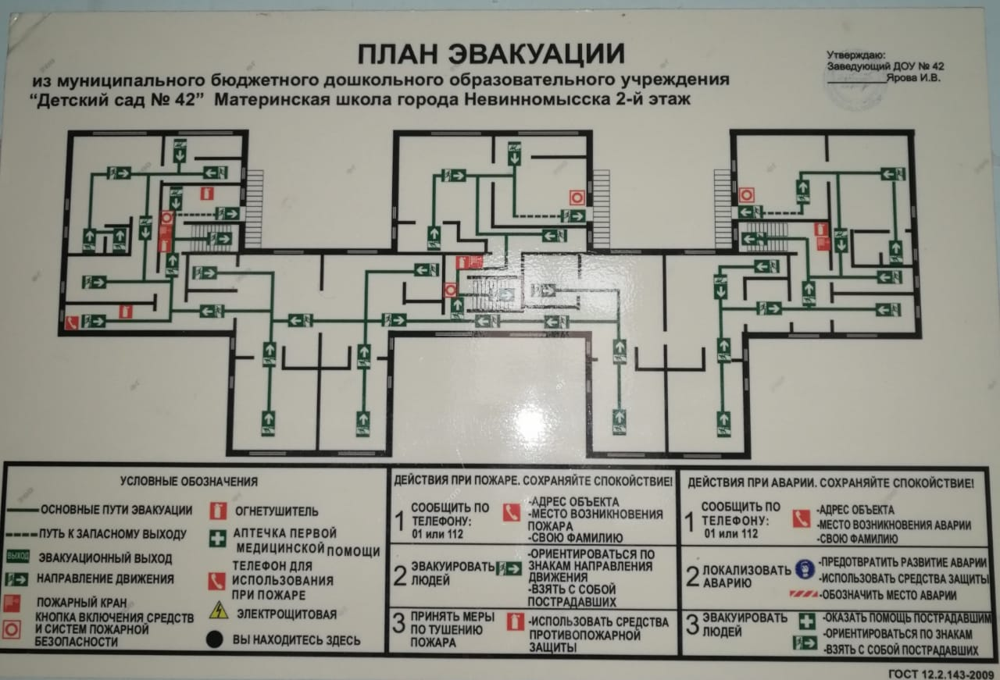 ПЛАН ЭВАКУАЦИИ
из муниципального бюджетного дошкольного образовательного учреждения
“Детский сад № 42” Материнская школа города Невинномысска 2-й этаж
Утверждаю:
Заведующий ДОУ № 42
____________Ярова И.В.
УСЛОВНЫЕ ОБОЗНАЧЕНИЯ
ОСНОВНЫЕ ПУТИ ЭВАКУАЦИИ
ПУТЬ К ЗАПАСНОМУ ВЫХОДУ
ВЫХОД
ЭВАКУАЦИОННЫЙ ВЫХОД
НАПРАВЛЕНИЕ ДВИЖЕНИЯ
ПОЖАРНЫЙ КРАН
КНОПКА ВКЛЮЧЕНИЯ СРЕДСТВ
И СИСТЕМ ПОЖАРНОЙ
БЕЗОПАСНОСТИ
ОГНЕТУШИТЕЛЬ
АПТЕЧКА ПЕРВОЙ
МЕДИЦИНСКОЙ ПОМОЩИ
ТЕЛЕФОН ДЛЯ
ИСПОЛЬЗОВАНИЯ
ПРИ ПОЖАРЕ
ЭЛЕКТРОЩИТОВАЯ
ВЫ НАХОДИТЕСЬ ЗДЕСЬ
ДЕЙСТВИЯ ПРИ ПОЖАРЕ. СОХРАНЯЙТЕ СПОКОЙСТВИЕ!
1 СООБЩИТЬ ПО
ТЕЛЕФОНУ:
01 или 112
-АДРЕС ОБЪЕКТА
-МЕСТО ВОЗНИКНОВЕНИЯ
ПОЖАРА
-СВОЮ ФАМИЛИЮ
2 ЭВАКУИРОВАТЬ
ЛЮДЕЙ
-ОРИЕНТИРОВАТЬСЯ ПО
ЗНАКАМ НАПРАВЛЕНИЯ
ДВИЖЕНИЯ
-ВЗЯТЬ С СОБОЙ
ПОСТРАДАВШИХ
3 ПРИНЯТЬ МЕРЫ
ПО ТУШЕНИЮ
ПОЖАРА
-ИСПОЛЬЗОВАТЬ СРЕДСТВА
ПРОТИВОПОЖАРНОЙ
ЗАЩИТЫ
ДЕЙСТВИЯ ПРИ АВАРИИ. СОХРАНЯЙТЕ СПОКОЙСТВИЕ!
1 СООБЩИТЬ ПО
ТЕЛЕФОНУ:
01 или 112
-АДРЕС ОБЪЕКТА
-МЕСТО ВОЗНИКНОВЕНИЯ АВАРИИ
-СВОЮ ФАМИЛИЮ
2 ЛОКАЛИЗОВАТЬ
АВАРИЮ
-ПРЕДОТВРАТИТЬ РАЗВИТИЕ АВАРИИ
-ИСПОЛЬЗОВАТЬ СРЕДСТВА ЗАЩИТЫ
-ОБОЗНАЧИТЬ МЕСТО АВАРИИ
3 ЭВАКУИРОВАТЬ
ЛЮДЕЙ
-ОКАЗАТЬ ПОМОЩЬ ПОСТРАДАВШИМ
-ОРИЕНТИРОВАТЬСЯ ПО ЗНАКАМ
-ВЗЯТЬ С СОБОЙ ПОСТРАДАВШИХ
ГОСТ 12.2.143-2009